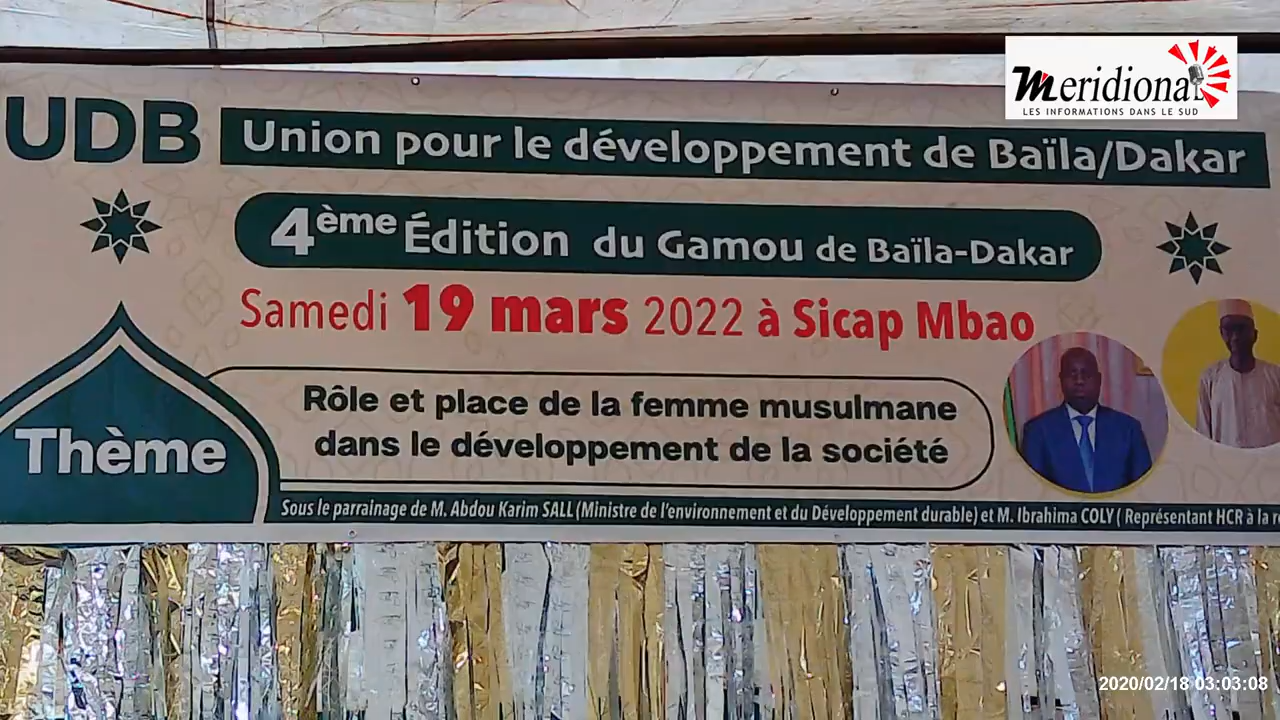 Meridional
LES INFORMATIONS DANS LE SUD
UDB
Union pour le développement de Baïla/Dakar
4ème Édition du Gamou de Baïla-Dakar
Samedi 19 mars 2022 à Sicap Mbao
Thème
Rôle et place de la femme musulmane
dans le développement de la société
Sous le parrainage de M. Abdou Karim SALL (Ministre de l'environnement et du Développement durable) et M. Ibrahima COLY ( Représentant HCR à la
2020/02/18 03:03:08